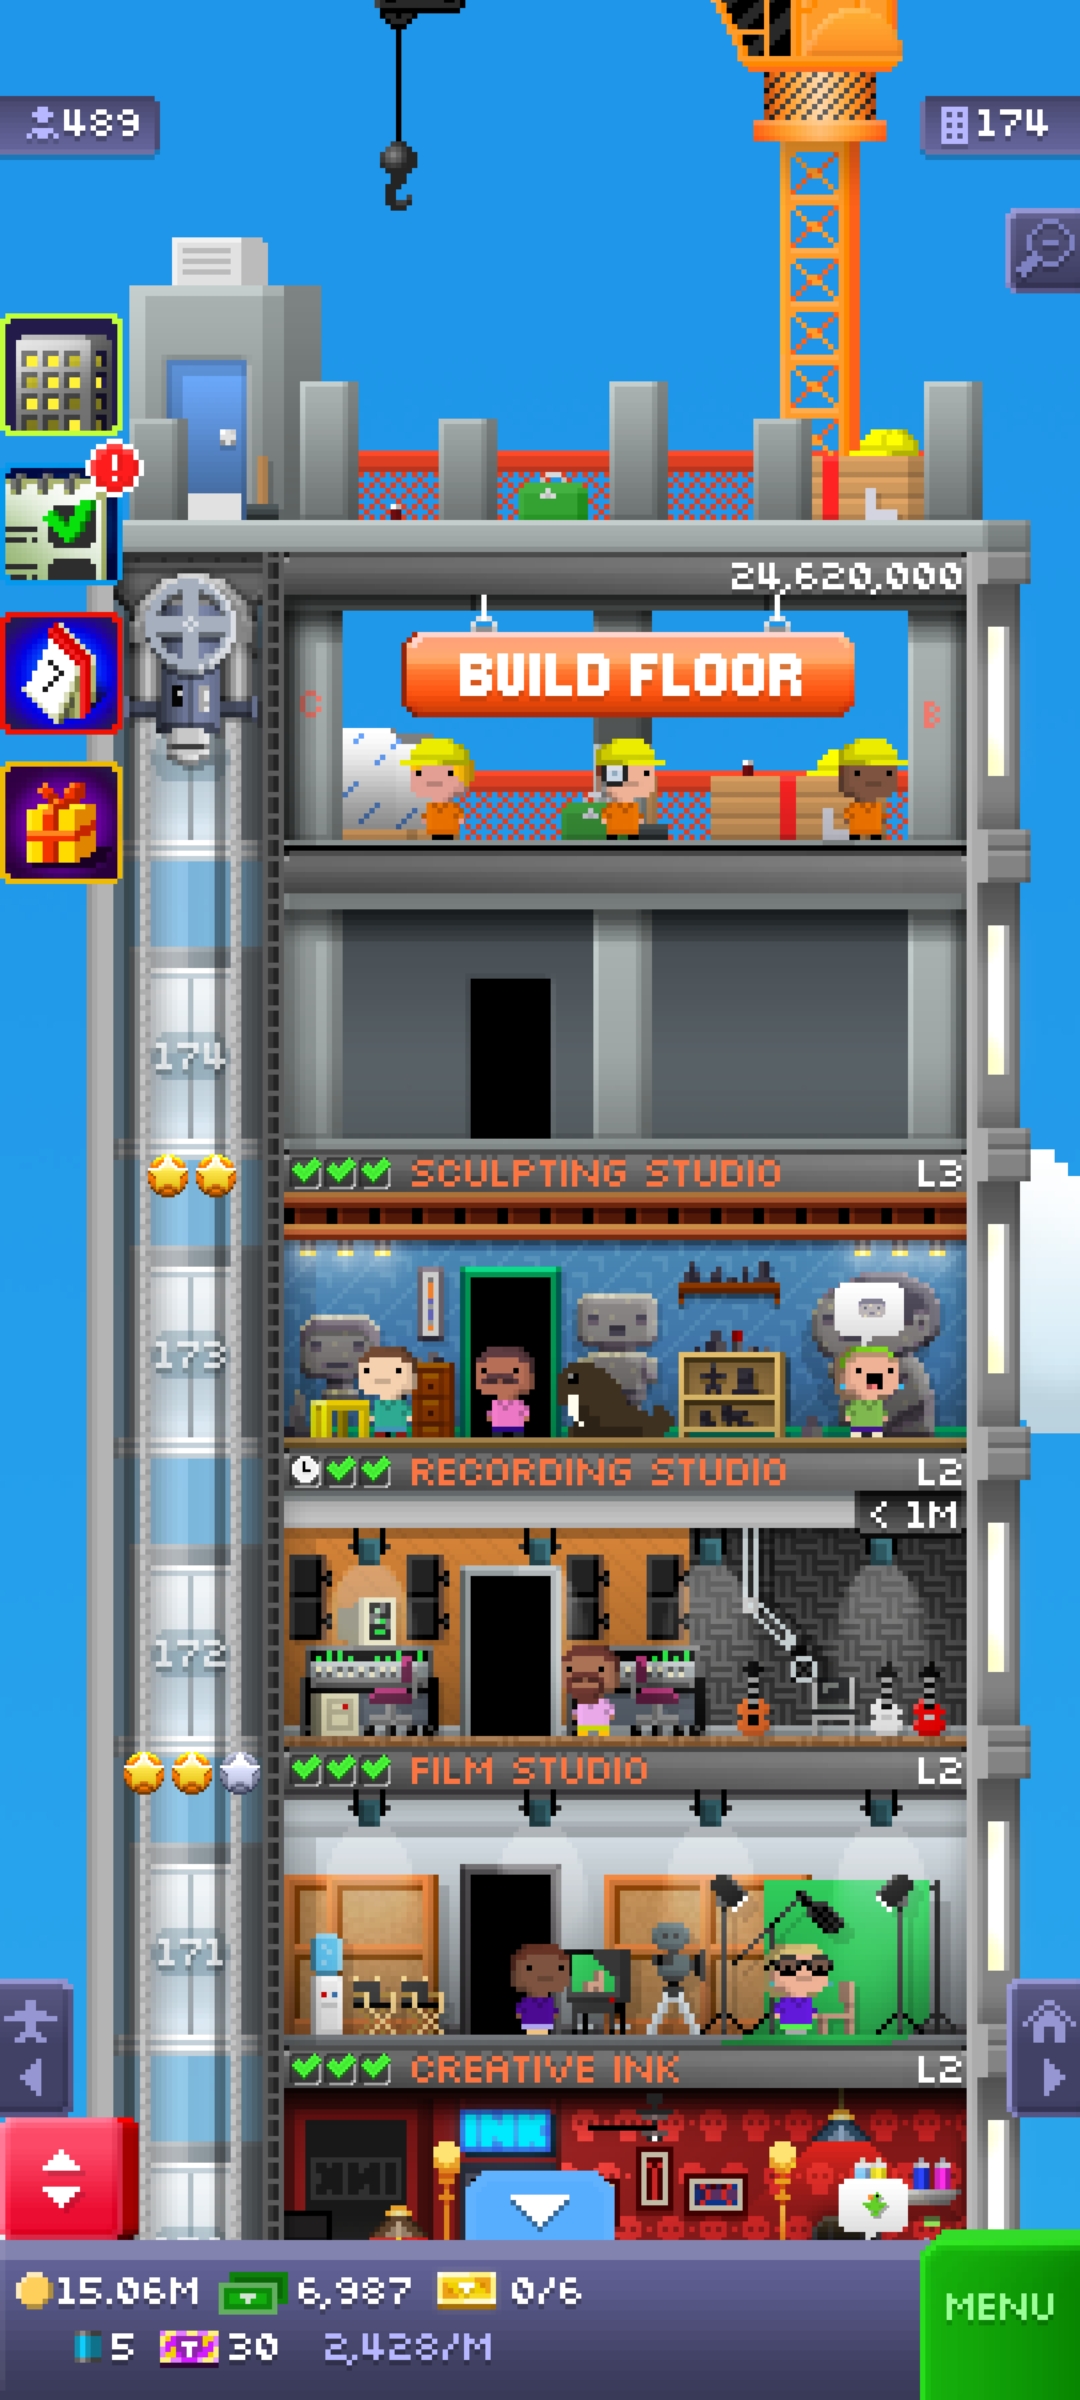 489
174
24,620,000
BUILD FLOOR
C
B
174
SCULPTING STUDIO L3
173
RECORDING STUDIO L2
< 1M
172
FILM STUDIO L2
171
CREATIVE INK L2
INK
INK
15.06M 6,987 0/6
5 T 30 2,428/M
MENU